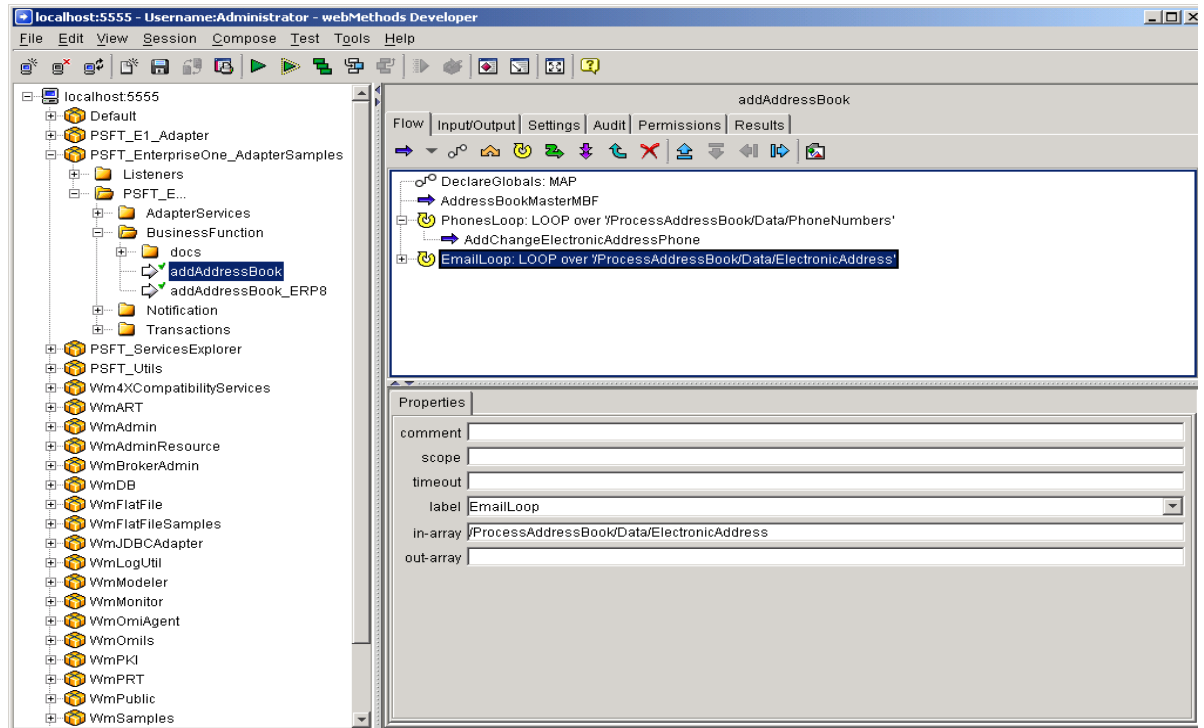 localhost:5555 - Username:Administrator - webMethods Developer
File Edit View Session Compose Test Tools Help
localhost:5555
Default
PSFT_E1_Adapter
PSFT_EnterpriseOne_AdapterSamples
Listeners
PSFT_E...
AdapterServices
BusinessFunction
docs
addAddressBook
addAddressBook_ERP8
Notification
Transactions
PSFT_ServicesExplorer
PSFT_Utils
Wm4XCompatibilityServices
WmART
WmAdmin
WmAdminResource
WmBrokerAdmin
WmDB
WmFlatFile
WmFlatFileSamples
WmJDBCAdapter
WmLogUtil
WmModeler
WmMonitor
WmOmiAgent
WmOmils
WmPKI
WmPRT
WmPublic
WmSamples
addAddressBook
Flow Input/Output Settings Audit Permissions Results
DeclareGlobals: MAP
AddressBookMasterMBF
PhonesLoop: LOOP over '/ProcessAddressBook/Data/PhoneNumbers'
AddChangeElectronicAddressPhone
EmailLoop: LOOP over '/ProcessAddressBook/Data/ElectronicAddress'
Properties
comment
scope
timeout
label EmailLoop
in-array /ProcessAddressBook/Data/ElectronicAddress
out-array